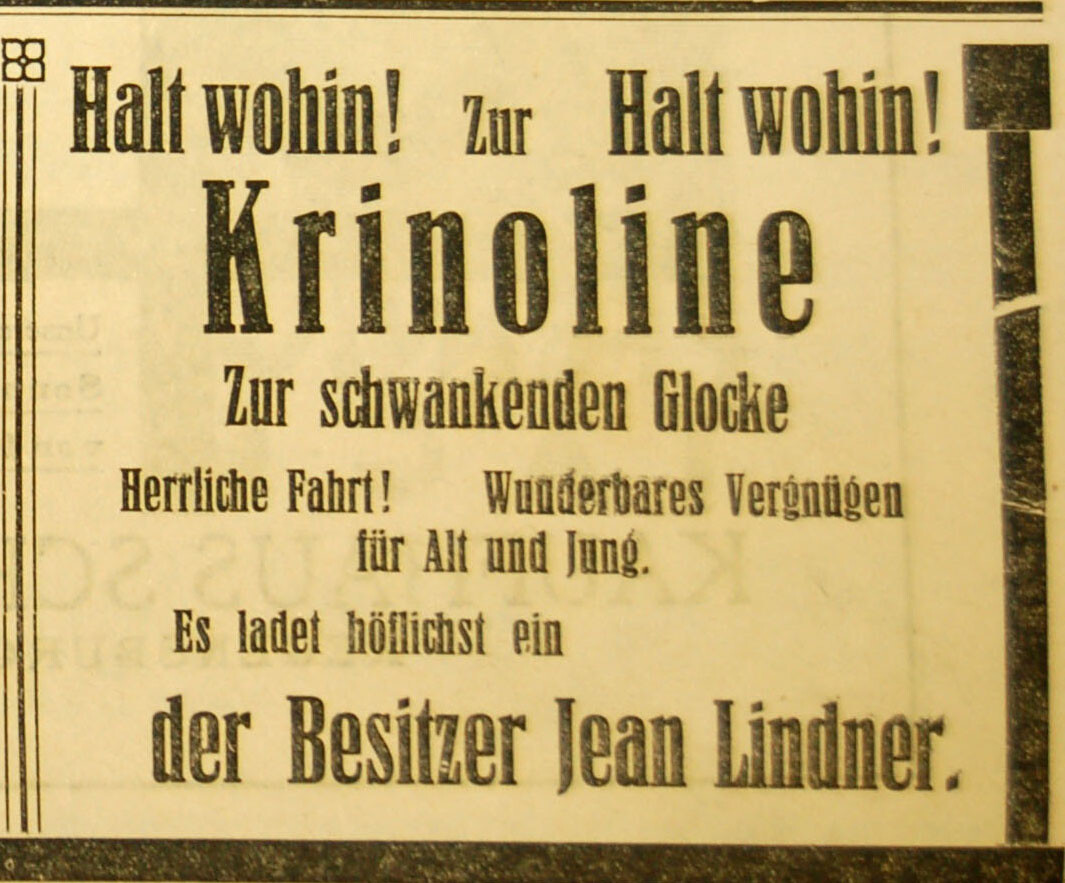 Halt wohin! Zur Halt wohin!
Krinoline
Zur schwankenden Glocke
Herrliche Fahrt! Wunderbares Vergnügen
für Alt und Jung.
Es ladet höflichst ein
der Besitzer Jean Lindner.